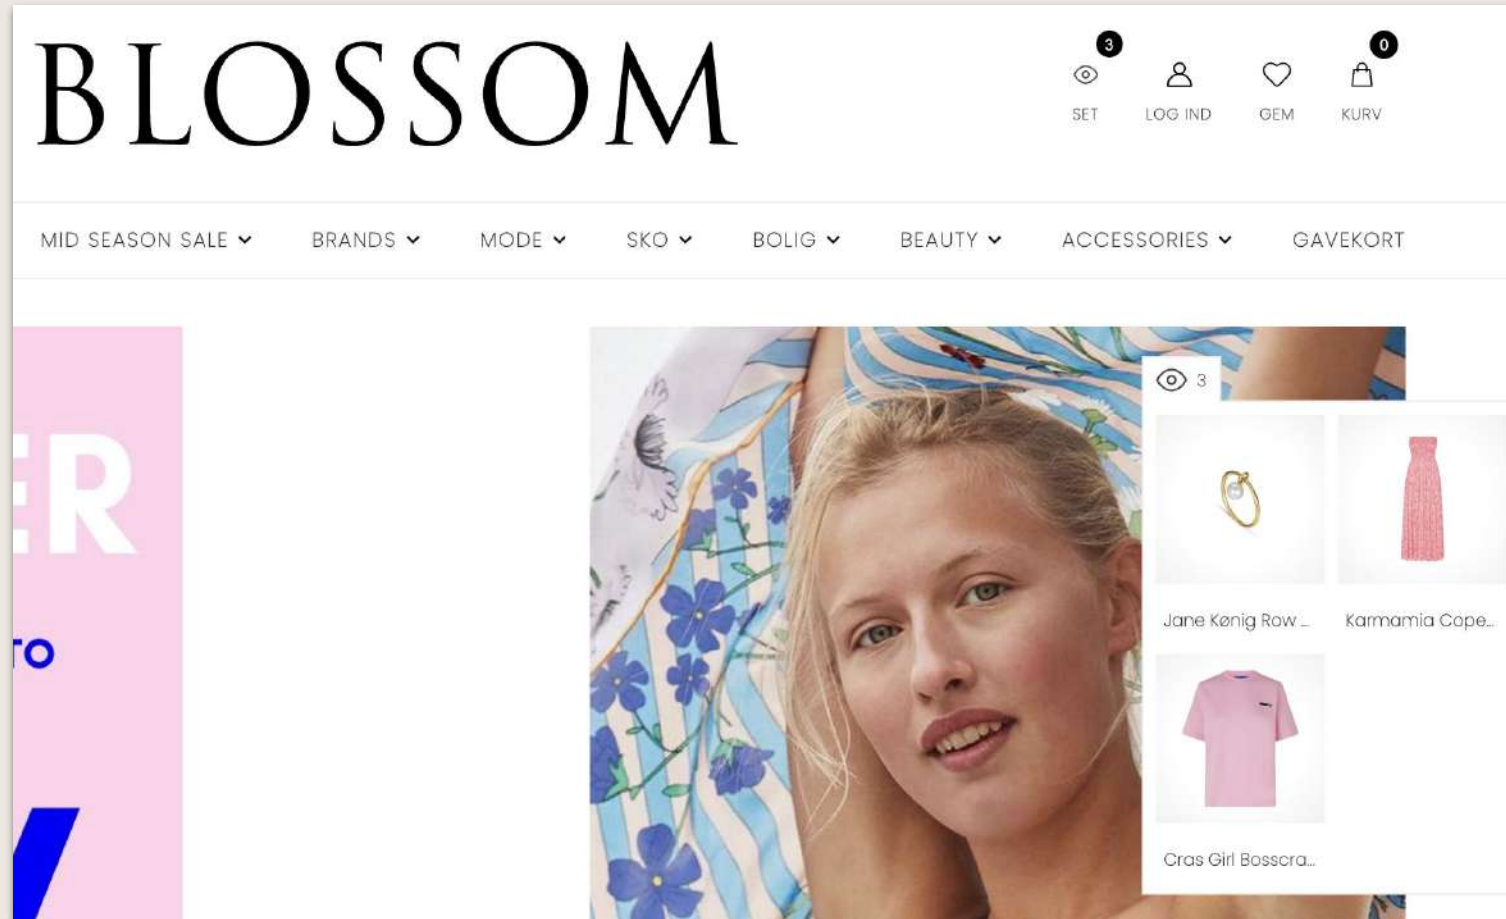 BLOSSOM
3
0
SET
LOG IND
GEM
KURV
MID SEASON SALE
BRANDS
MODE
SKO
BOLIG
BEAUTY
ACCESSORIES
GAVEKORT
3
ER
TO
Jane Kønig Row ...
Karmamia Cope...
Cras Girl Bosscra...